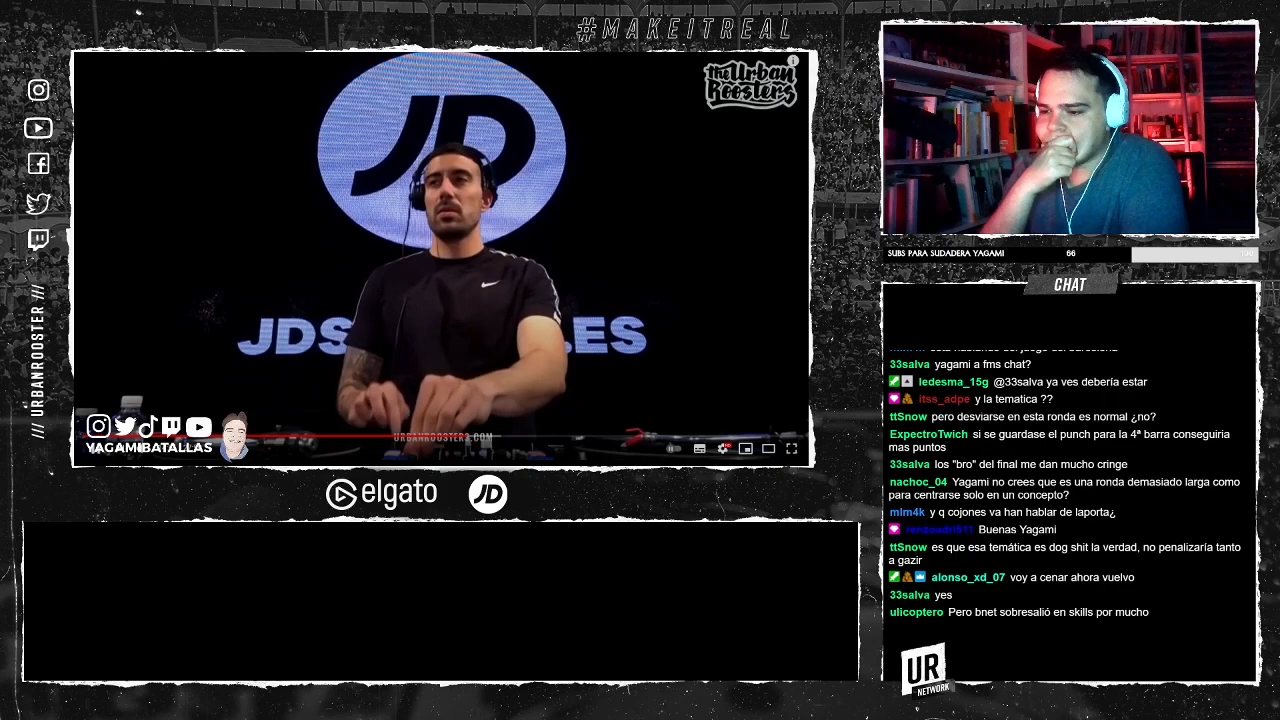 #MAKEITREAL
the Urban
Roosters
JD
JDS
LES
/// URBANROOSTER ///
YAGAMIBATALLAS
URBANROOSTERS.COM
elgato
JD
SUBS PARA SUDADERA YAGAMI 66 100
CHAT
33salva yagami a fms chat?
ledesma_15g @33salva ya ves debería estar
itss_adpe y la tematica ??
ttSnow pero desviarse en esta ronda es normal ¿no?
ExpectroTwich si se guardase el punch para la 4ª barra conseguiria
mas puntos
33salva los "bro" del final me dan mucho cringe
nachoc_04 Yagami no crees que es una ronda demasiado larga como
para centrarse solo en un concepto?
mlm4k y q cojones va han hablar de laporta¿
Buenas Yagami
ttSnow es que esa temática es dog shit la verdad, no penalizaría tanto
a gazir
alonso_xd_07 voy a cenar ahora vuelvo
33salva yes
ulicoptero Pero bnet sobresalió en skills por mucho
UR
NETWORK